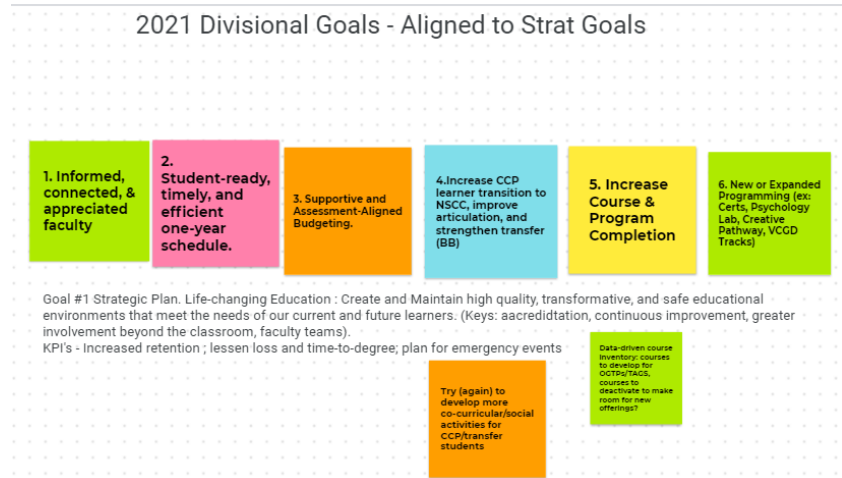 2021 Divisional Goals - Aligned to Strat Goals
1. Informed,
connected, &
appreciated
faculty
2.
Student-ready,
timely, and
efficient
one-year
schedule.
3. Supportive and
Assessment-Aligned
Budgeting.
4.Increase CCP
learner transition to
NSCC, improve
articulation, and
strengthen transfer
(BB)
5. Increase
Course &
Program
Completion
6. New or Expanded
Programming (ex:
Certs, Psychology
Lab, Creative
Pathway, VCGD
Tracks)
Goal #1 Strategic Plan. Life-changing Education : Create and Maintain high quality, transformative, and safe educational
environments that meet the needs of our current and future learners. (Keys: aacredidtation, continuous improvement, greater
involvement beyond the classroom, faculty teams).
KPI's - Increased retention ; lessen loss and time-to-degree; plan for emergency events
Try (again) to
develop more
co-curricular/social
activities for
CCP/transfer
students
Data-driven course
Inventory: courses
to develop for
OGTPs/TAGS,
courses to
deactivate to make
room for new
offerings?